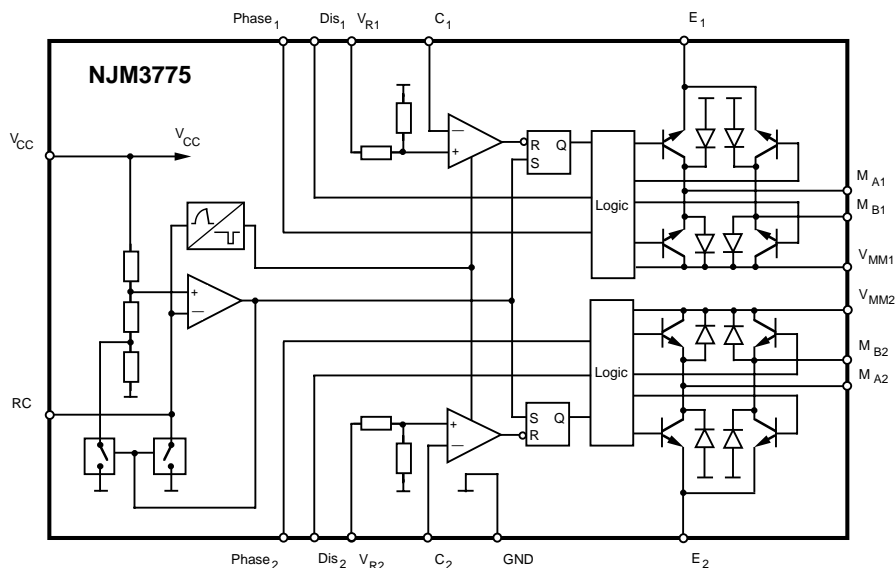 Phase1 Dis1 VR1 C1 E1
NJM3775
VCC VCC
R Q
S
MA1
MB1
Logic
VMM1
VMM2
MB2
Logic
MA2
RC
S Q
R
Phase2 Dis2 VR2 C2 GND E2